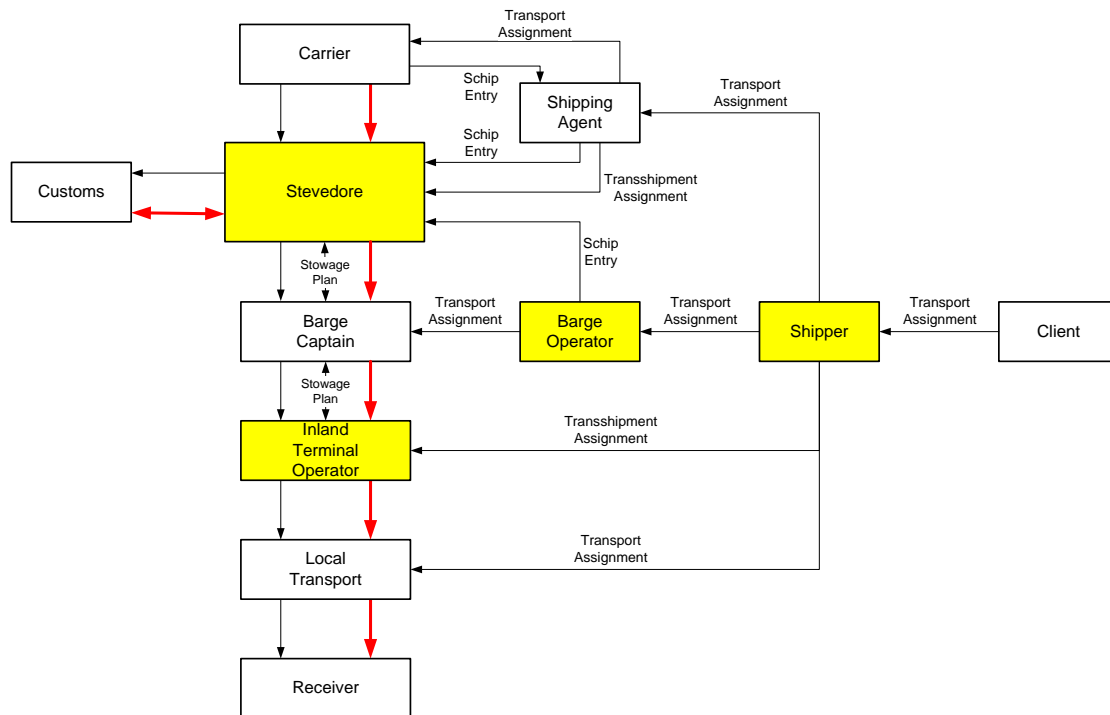 Transport
Assignment
Carrier
Schip
Entry
Shipping
Agent
Transport
Assignment
Schip
Entry
Customs
Stevedore
Transshipment
Assignment
Schip
Entry
Stowage
Plan
Barge
Captain
Transport
Assignment
Barge
Operator
Transport
Assignment
Shipper
Transport
Assignment
Client
Stowage
Plan
Inland
Terminal
Operator
Transshipment
Assignment
Local
Transport
Transport
Assignment
Receiver